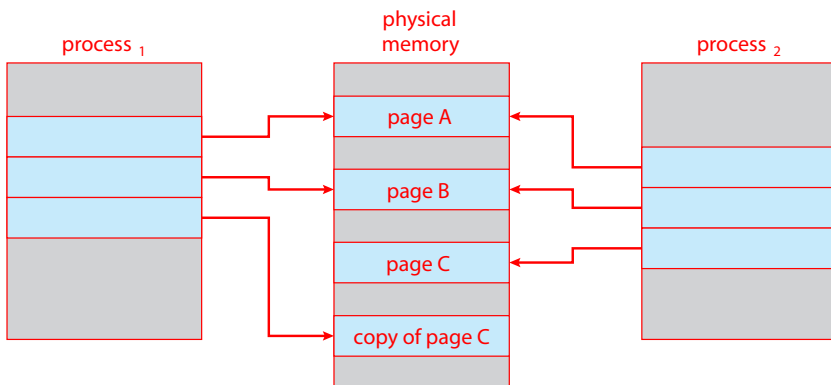 process 1
physical
memory
process 2
page A
page B
page C
copy of page C